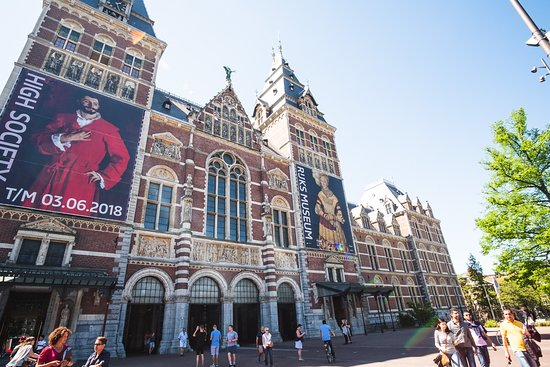 HIGH SOCIETY
T/M 03.06.2018
RIJKS MUSEUM